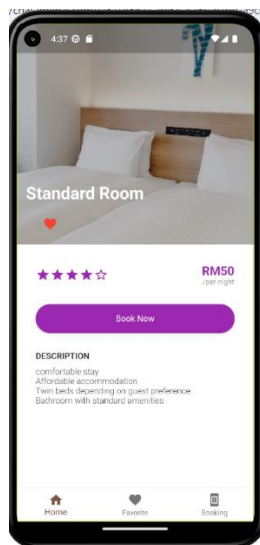 4:37
Standard Room
RM50
/per night
Book Now
DESCRIPTION
comfortable stay
Affordable accommodation
Twin beds depending on guest preference
Bathroom with standard amenities
Home
Favorite
Booking